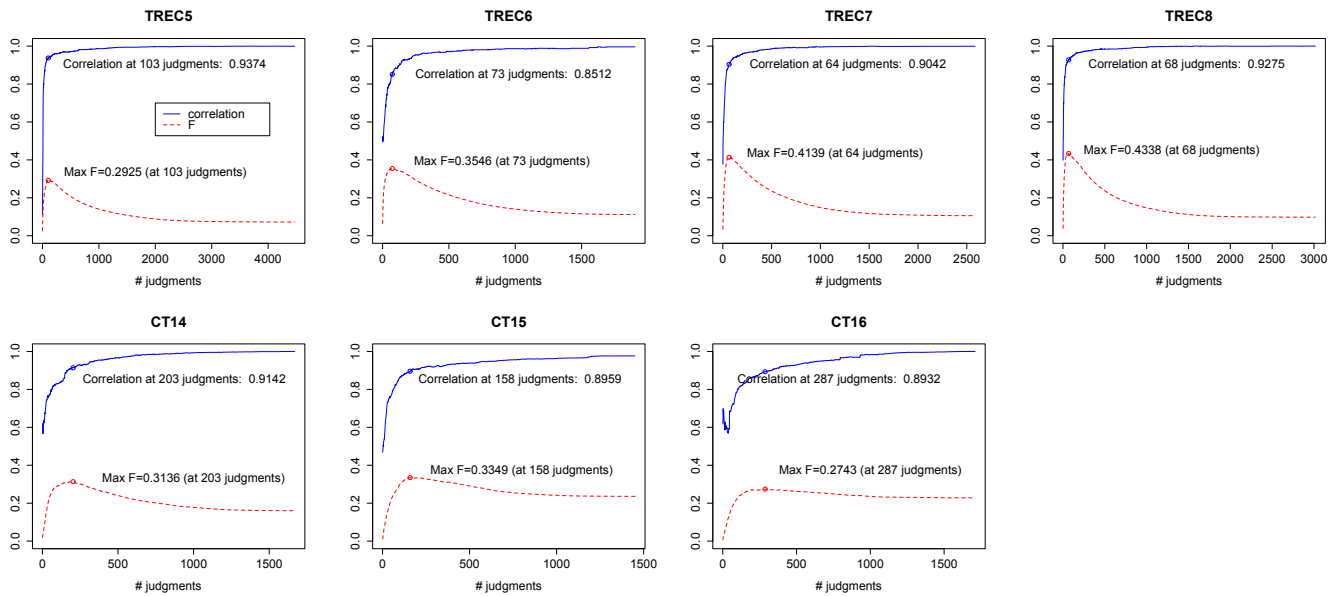 TREC5
0.0 0.2 0.4 0.6 0.8 1.0
Correlation at 103 judgments: 0.9374
correlation
F
Max F=0.2925 (at 103 judgments)
0 1000 2000 3000 4000
# judgments
TREC6
0.0 0.2 0.4 0.6 0.8 1.0
Correlation at 73 judgments: 0.8512
Max F=0.3546 (at 73 judgments)
0 500 1000 1500
# judgments
TREC7
0.0 0.2 0.4 0.6 0.8 1.0
Correlation at 64 judgments: 0.9042
Max F=0.4139 (at 64 judgments)
0 500 1000 1500 2000 2500
# judgments
TREC8
0.0 0.2 0.4 0.6 0.8 1.0
Correlation at 68 judgments: 0.9275
Max F=0.4338 (at 68 judgments)
0 500 1000 1500 2000 2500 3000
# judgments
CT14
0.0 0.2 0.4 0.6 0.8 1.0
Correlation at 203 judgments: 0.9142
Max F=0.3136 (at 203 judgments)
0 500 1000 1500
# judgments
CT15
0.0 0.2 0.4 0.6 0.8 1.0
Correlation at 158 judgments: 0.8959
Max F=0.3349 (at 158 judgments)
0 500 1000 1500
# judgments
CT16
0.0 0.2 0.4 0.6 0.8 1.0
Correlation at 287 judgments: 0.8932
Max F=0.2743 (at 287 judgments)
0 500 1000 1500
# judgments